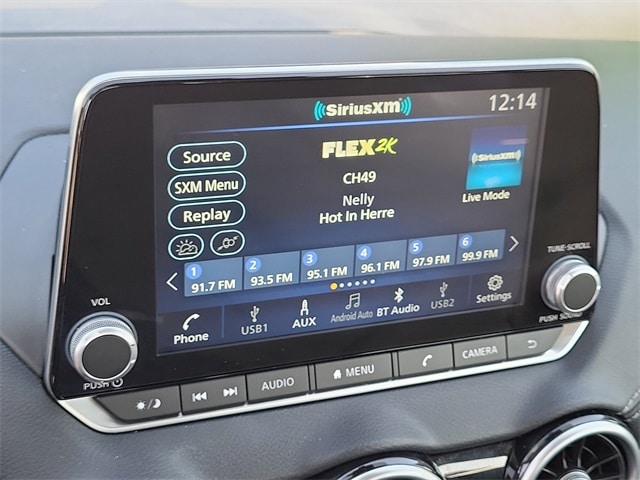 SiriusXM
12:14
Source
FLEX2K
SiriusXM
SXM Menu
CH49
Nelly
Live Mode
Replay
Hot In Herre
1 2 3 4 5 6
91.7 FM 93.5 FM 95.1 FM 96.1 FM 97.9 FM 99.9 FM
Phone USB1 AUX Android Auto BT Audio USB2 Settings
VOL
PUSH
TUNE·SCROLL
PUSH SOUND
AUDIO MENU CAMERA